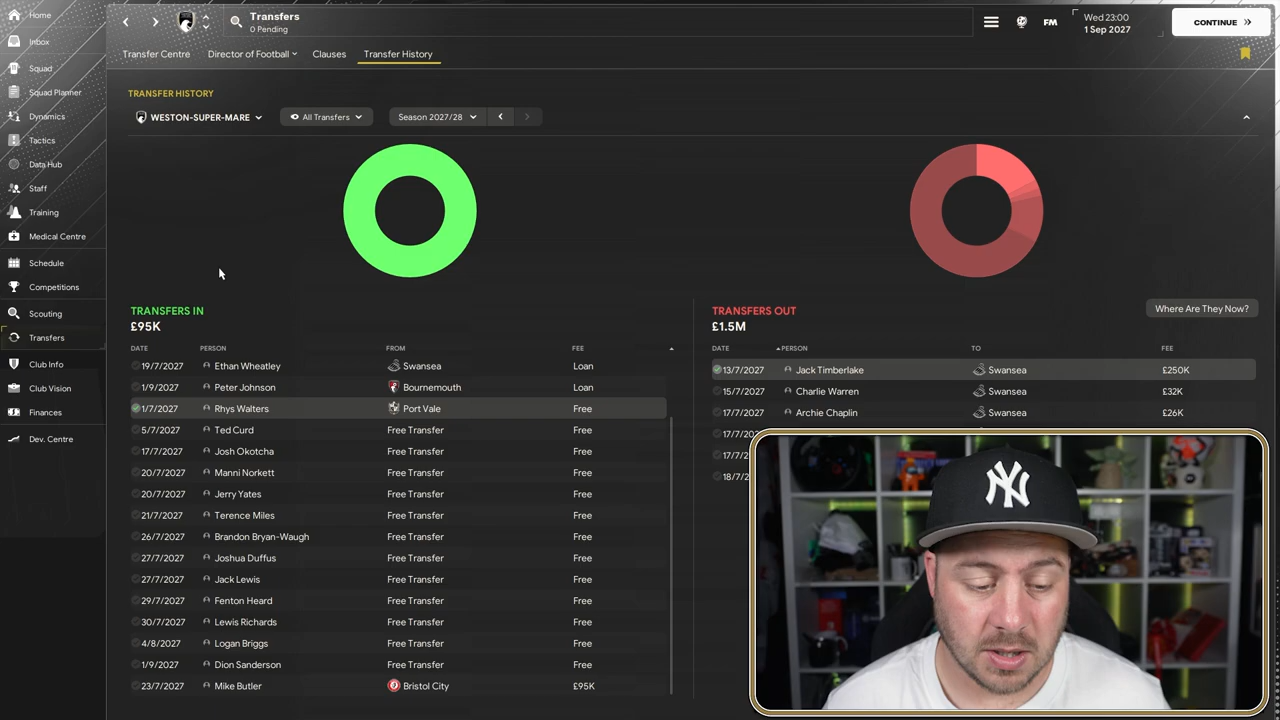 Home
Inbox
Squad
Squad Planner
Dynamics
Tactics
Data Hub
Staff
Training
Medical Centre
Schedule
Competitions
Scouting
Transfers
Club Info
Club Vision
Finances
Dev. Centre
Transfers
0 Pending
FM
Wed 23:00
1 Sep 2027
CONTINUE
Transfer Centre Director of Football Clauses Transfer History
TRANSFER HISTORY
WESTON-SUPER-MARE All Transfers Season 2027/28
TRANSFERS IN
£95K
DATE PERSON FROM FEE
19/7/2027 Ethan Wheatley Swansea Loan
1/9/2027 Peter Johnson Bournemouth Loan
1/7/2027 Rhys Walters Port Vale Free
5/7/2027 Ted Curd Free Transfer Free
17/7/2027 Josh Okotcha Free Transfer Free
20/7/2027 Manni Norkett Free Transfer Free
20/7/2027 Jerry Yates Free Transfer Free
21/7/2027 Terence Miles Free Transfer Free
26/7/2027 Brandon Bryan-Waugh Free Transfer Free
27/7/2027 Joshua Duffus Free Transfer Free
27/7/2027 Jack Lewis Free Transfer Free
29/7/2027 Fenton Heard Free Transfer Free
30/7/2027 Lewis Richards Free Transfer Free
4/8/2027 Logan Briggs Free Transfer Free
1/9/2027 Dion Sanderson Free Transfer Free
23/7/2027 Mike Butler Bristol City £95K
TRANSFERS OUT
£1.5M
Where Are They Now?
DATE PERSON TO FEE
13/7/2027 Jack Timberlake Swansea £250K
15/7/2027 Charlie Warren Swansea £32K
17/7/2027 Archie Chaplin Swansea £26K
17/7/2
17/7/
18/7/
NY